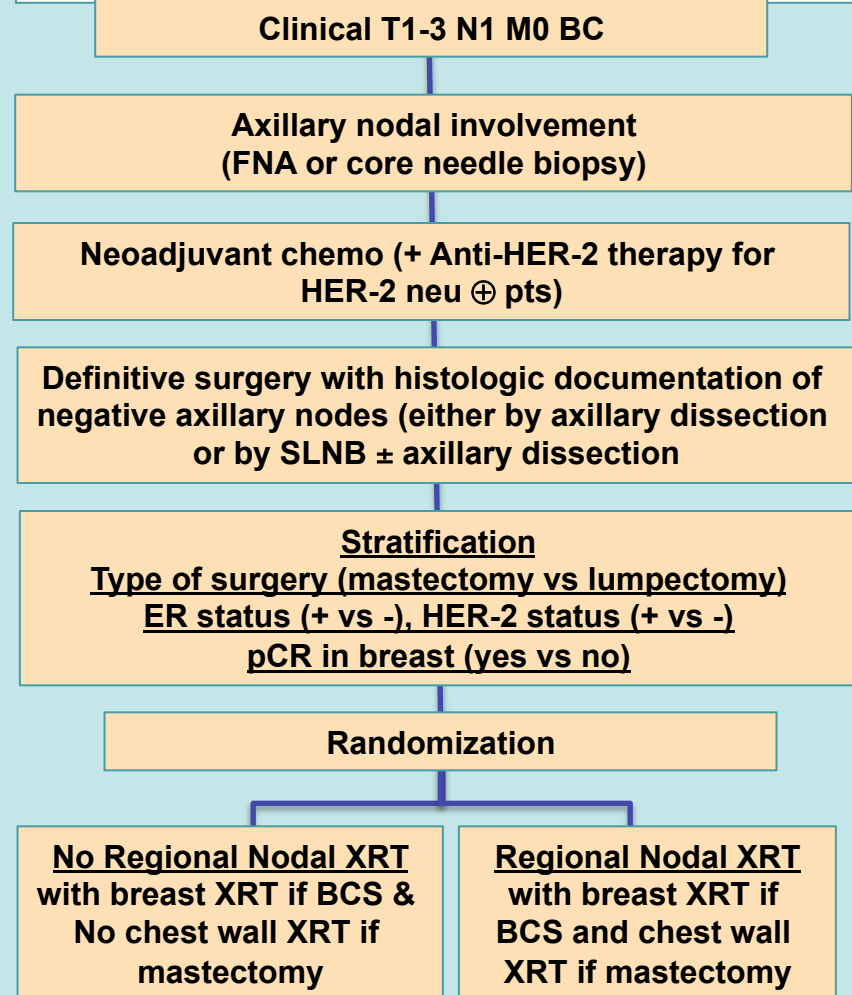 Clinical T1-3 N1 M0 BC
Axillary nodal involvement
(FNA or core needle biopsy)
Neoadjuvant chemo (+ Anti-HER-2 therapy for
HER-2 neu ⊕ pts)
Definitive surgery with histologic documentation of
negative axillary nodes (either by axillary dissection
or by SLNB ± axillary dissection
Stratification
Type of surgery (mastectomy vs lumpectomy)
ER status (+ vs -), HER-2 status (+ vs -)
pCR in breast (yes vs no)
Randomization
No Regional Nodal XRT
with breast XRT if BCS &
No chest wall XRT if
mastectomy
Regional Nodal XRT
with breast XRT if
BCS and chest wall
XRT if mastectomy